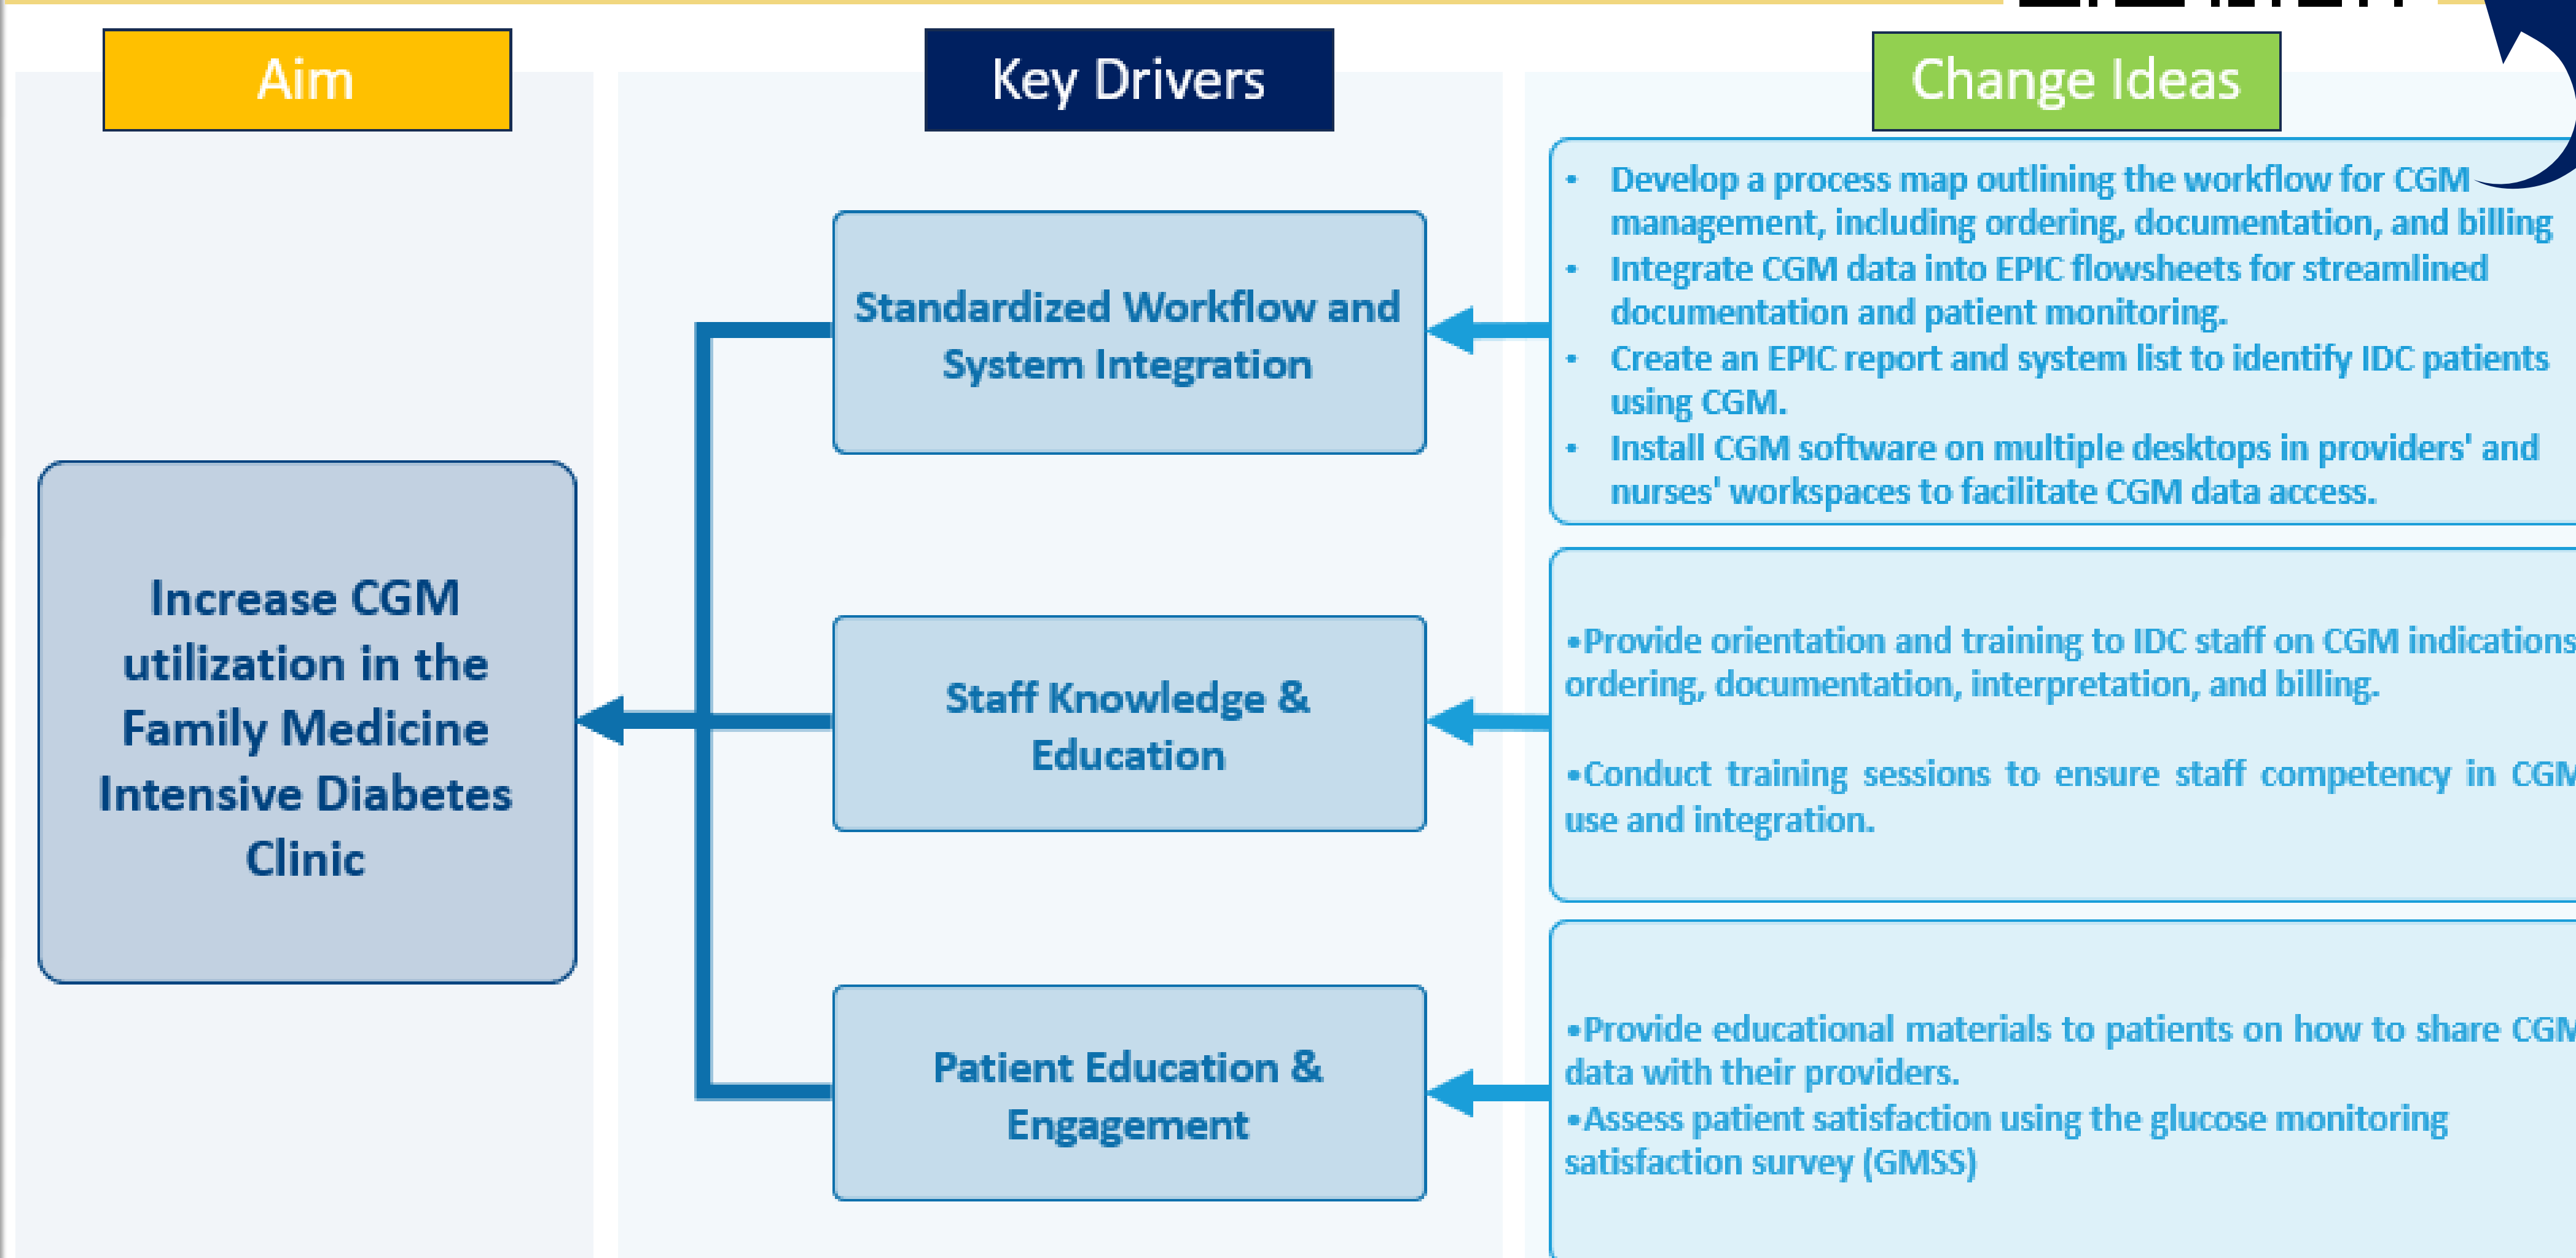 Aim
Key Drivers
Change Ideas
Increase CGM
utilization in the
Family Medicine
Intensive Diabetes
Clinic
Standardized Workflow and
System Integration
Staff Knowledge &
Education
Patient Education &
Engagement
• Develop a process map outlining the workflow for CGM
management, including ordering, documentation, and billing
• Integrate CGM data into EPIC flowsheets for streamlined
documentation and patient monitoring.
• Create an EPIC report and system list to identify IDC patients
using CGM.
• Install CGM software on multiple desktops in providers' and
nurses' workspaces to facilitate CGM data access.
•Provide orientation and training to IDC staff on CGM indications
ordering, documentation, interpretation, and billing.
•Conduct training sessions to ensure staff competency in CGM
use and integration.
•Provide educational materials to patients on how to share CGM
data with their providers.
•Assess patient satisfaction using the glucose monitoring
satisfaction survey (GMSS)